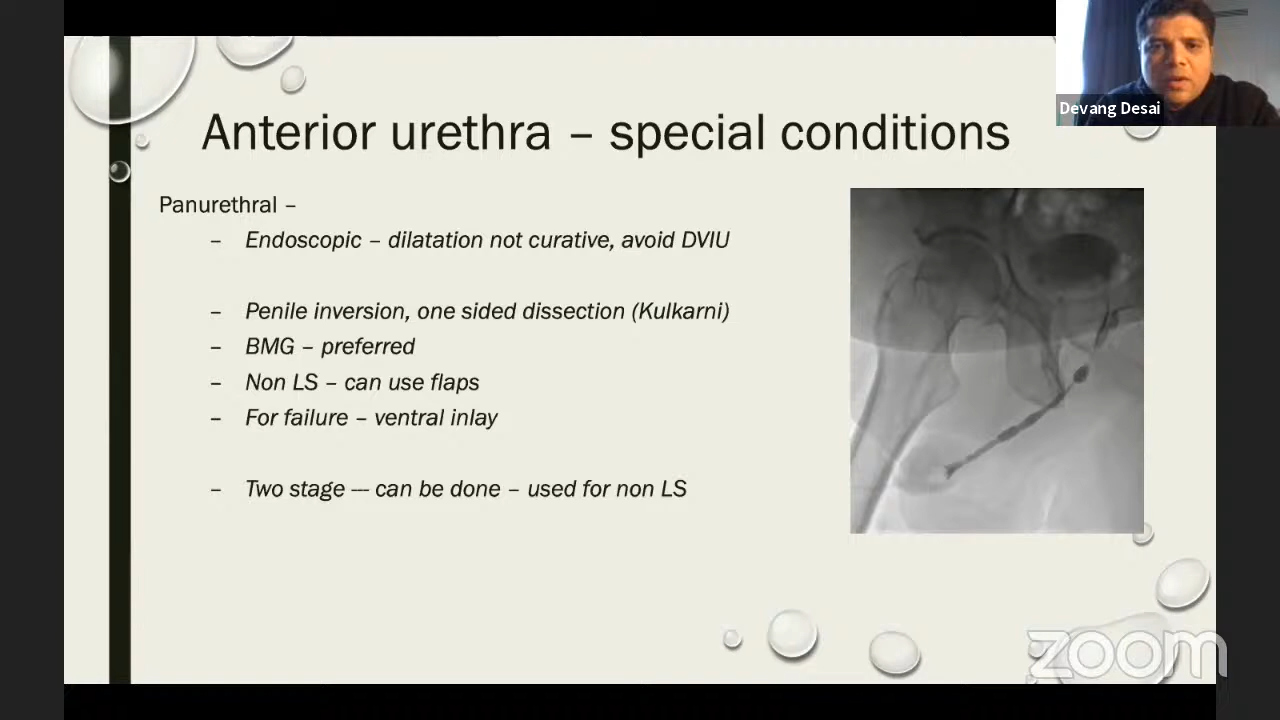 Devang Desai
Anterior urethra – special conditions
Panurethral –
– Endoscopic – dilatation not curative, avoid DVIU
– Penile inversion, one sided dissection (Kulkarni)
– BMG – preferred
– Non LS – can use flaps
– For failure – ventral inlay
– Two stage –- can be done – used for non LS
zoom